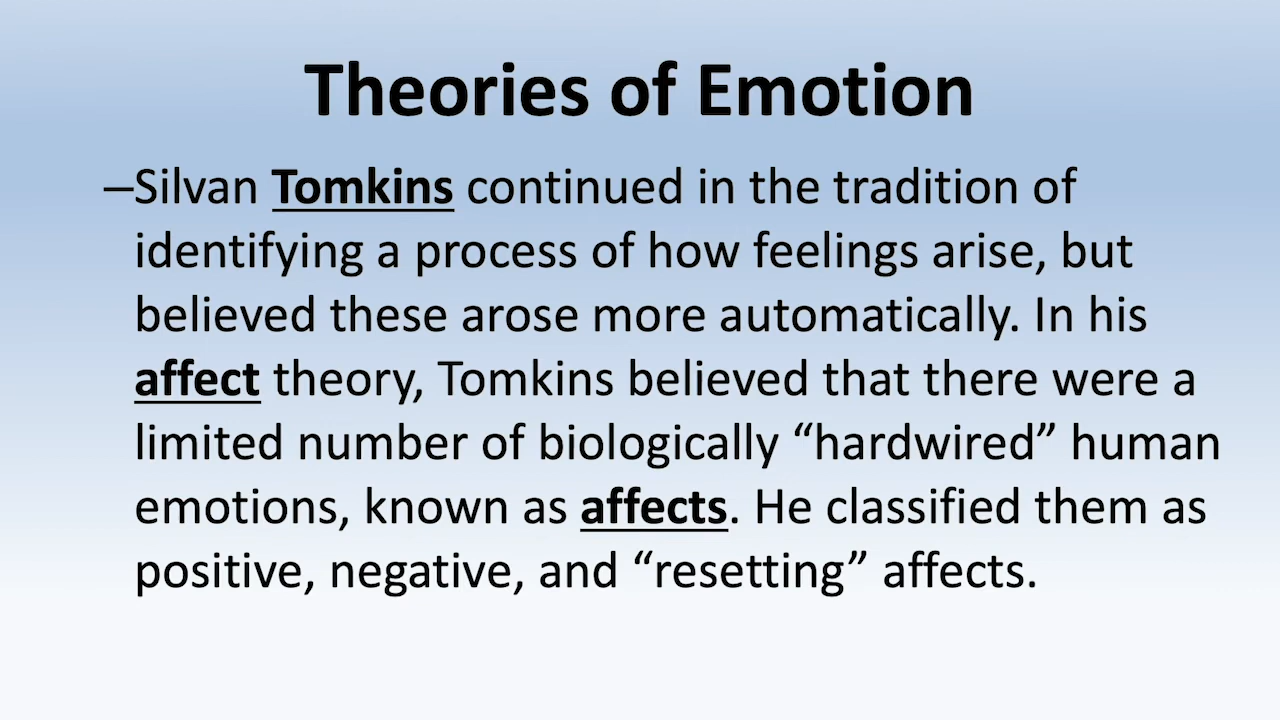 Theories of Emotion
–Silvan Tomkins continued in the tradition of
identifying a process of how feelings arise, but
believed these arose more automatically. In his
affect theory, Tomkins believed that there were a
limited number of biologically “hardwired” human
emotions, known as affects. He classified them as
positive, negative, and “resetting” affects.